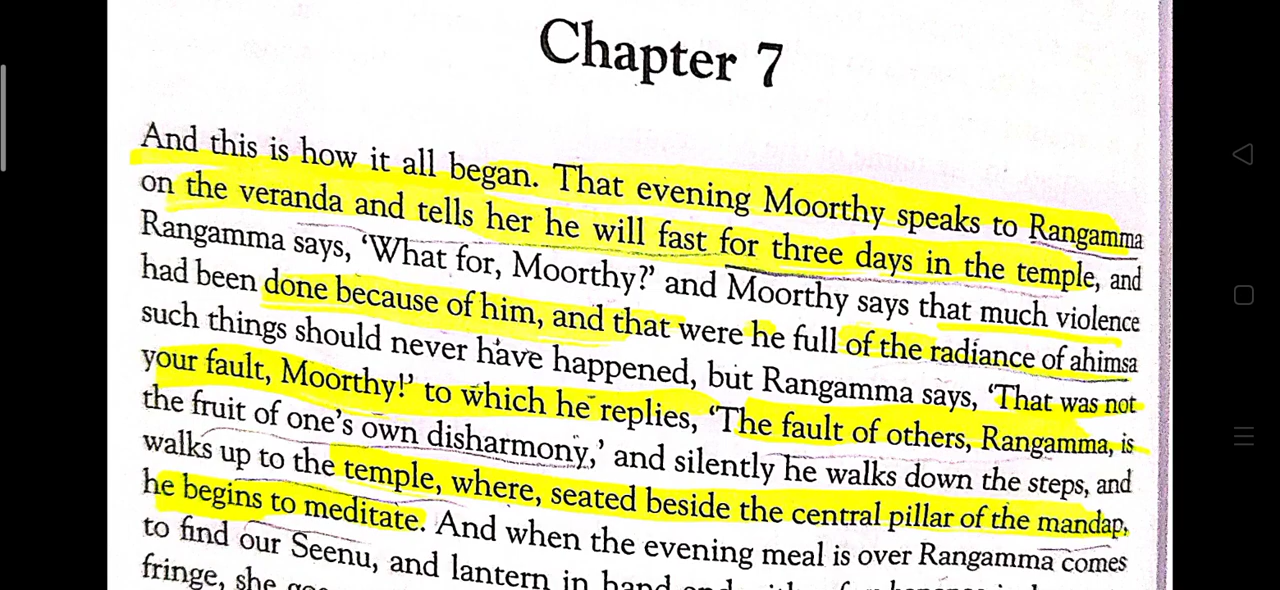 Chapter 7
And this is how it all began. That evening Moorthy speaks to Rangamma
on the veranda and tells her he will fast for three days in the temple, and
Rangamma says, ‘What for, Moorthy?’ and Moorthy says that much violence
had been done because of him, and that were he full of the radiance of ahimsa
such things should never have happened, but Rangamma says, ‘That was not
your fault, Moorthy!’ to which he replies, ‘The fault of others, Rangamma, is
the fruit of one’s own disharmony,’ and silently he walks down the steps, and
walks up to the temple, where, seated beside the central pillar of the mandap,
he begins to meditate. And when the evening meal is over Rangamma comes
to find our Seenu, and lantern in hand and with
fringe, she